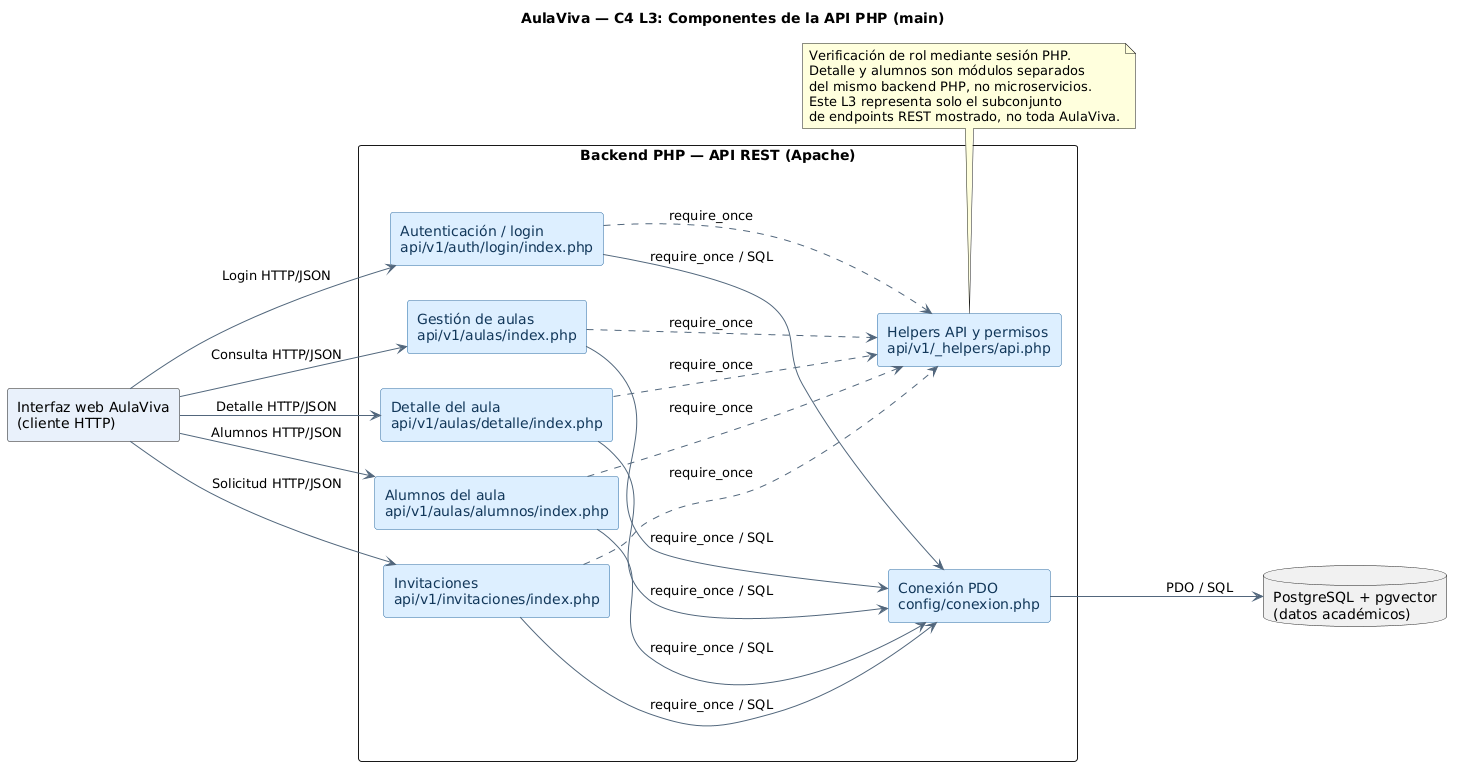 AulaViva — C4 L3: Componentes de la API PHP (main)
Verificación de rol mediante sesión PHP.
Detalle y alumnos son módulos separados
del mismo backend PHP, no microservicios.
Este L3 representa solo el subconjunto
de endpoints REST mostrado, no toda AulaViva.
Backend PHP — API REST (Apache)
Autenticación / login
api/v1/auth/login/index.php
require_once
require_once / SQL
Login HTTP/JSON
Gestión de aulas
api/v1/aulas/index.php
require_once
Helpers API y permisos
api/v1/_helpers/api.php
Consulta HTTP/JSON
require_once
Interfaz web AulaViva
(cliente HTTP)
Detalle HTTP/JSON
Detalle del aula
api/v1/aulas/detalle/index.php
require_once
Alumnos HTTP/JSON
require_once
Solicitud HTTP/JSON
Alumnos del aula
api/v1/aulas/alumnos/index.php
require_once / SQL
Invitaciones
api/v1/invitaciones/index.php
require_once / SQL
Conexión PDO
config/conexion.php
PDO / SQL
PostgreSQL + pgvector
(datos académicos)
require_once / SQL
require_once / SQL